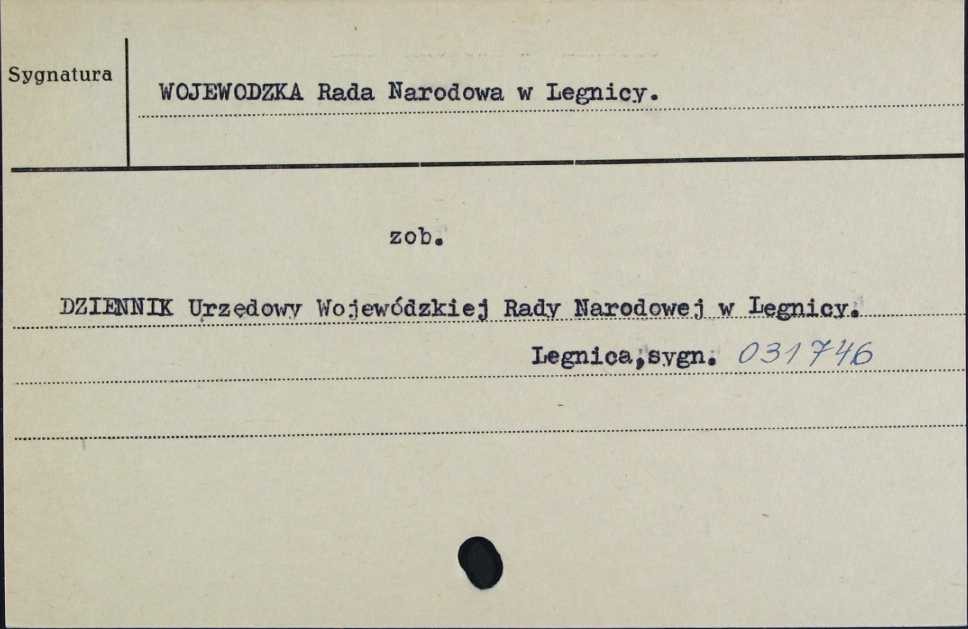 Sygnatura
WOJEWODZKA Rada Narodowa w Legnicy.
zob.
DZIENNIK Urzędowy Wojewódzkiej Rady Narodowej w Legnicy.
Legnica,sygn. 031746